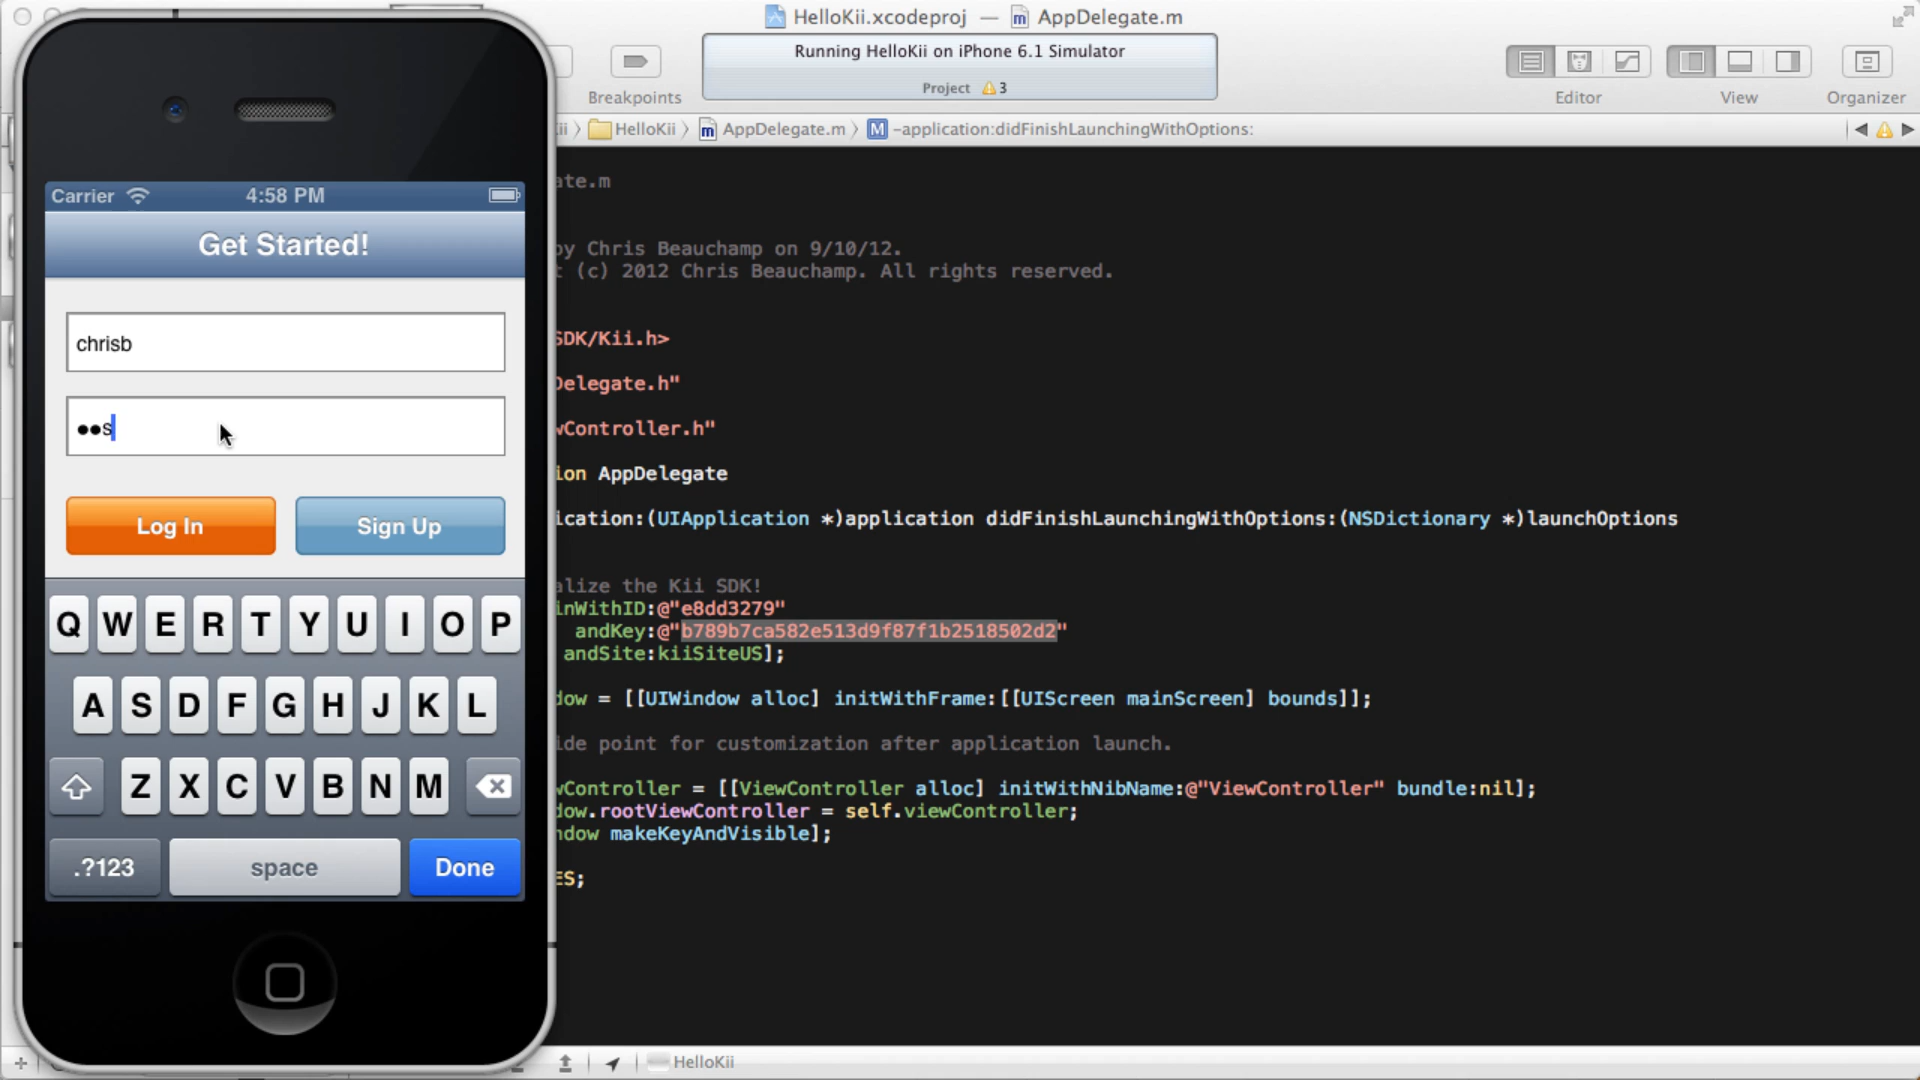 HelloKii.xcodeproj — AppDelegate.m
Running HelloKii on iPhone 6.1 Simulator
Project 3
Breakpoints
Editor
View
Organizer
HelloKii
AppDelegate.m
M
-application:didFinishLaunchingWithOptions:
Carrier
4:58 PM
Get Started!
chrisb
••s
Log In
Sign Up
Q W E R T Y U I O P
A S D F G H J K L
Z X C V B N M
.?123
space
Done
ate.m
by Chris Beauchamp on 9/10/12.
(c) 2012 Chris Beauchamp. All rights reserved.
SDK/Kii.h>
Delegate.h"
wController.h"
ion AppDelegate
ication:(UIApplication *)application didFinishLaunchingWithOptions:(NSDictionary *)launchOptions
alize the Kii SDK!
inWithID:@"e8dd3279"
andKey:@"b789b7ca582e513d9f87f1b2518502d2"
andSite:kiiSiteUS];
dow = [[UIWindow alloc] initWithFrame:[[UIScreen mainScreen] bounds]];
ide point for customization after application launch.
wController = [[ViewController alloc] initWithNibName:@"ViewController" bundle:nil];
dow.rootViewController = self.viewController;
ndow makeKeyAndVisible];
ES;
HelloKii